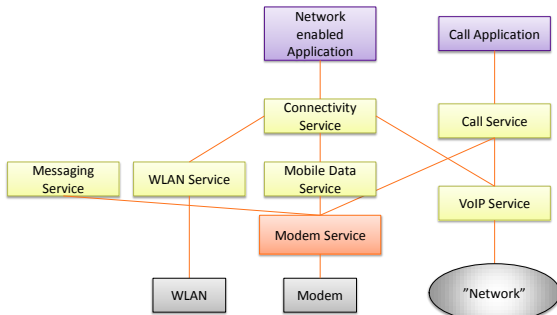 Network
enabled
Application
Call Application
Connectivity
Service
Call Service
Messaging
Service
WLAN Service
Mobile Data
Service
VoIP Service
Modem Service
WLAN
Modem
”Network”